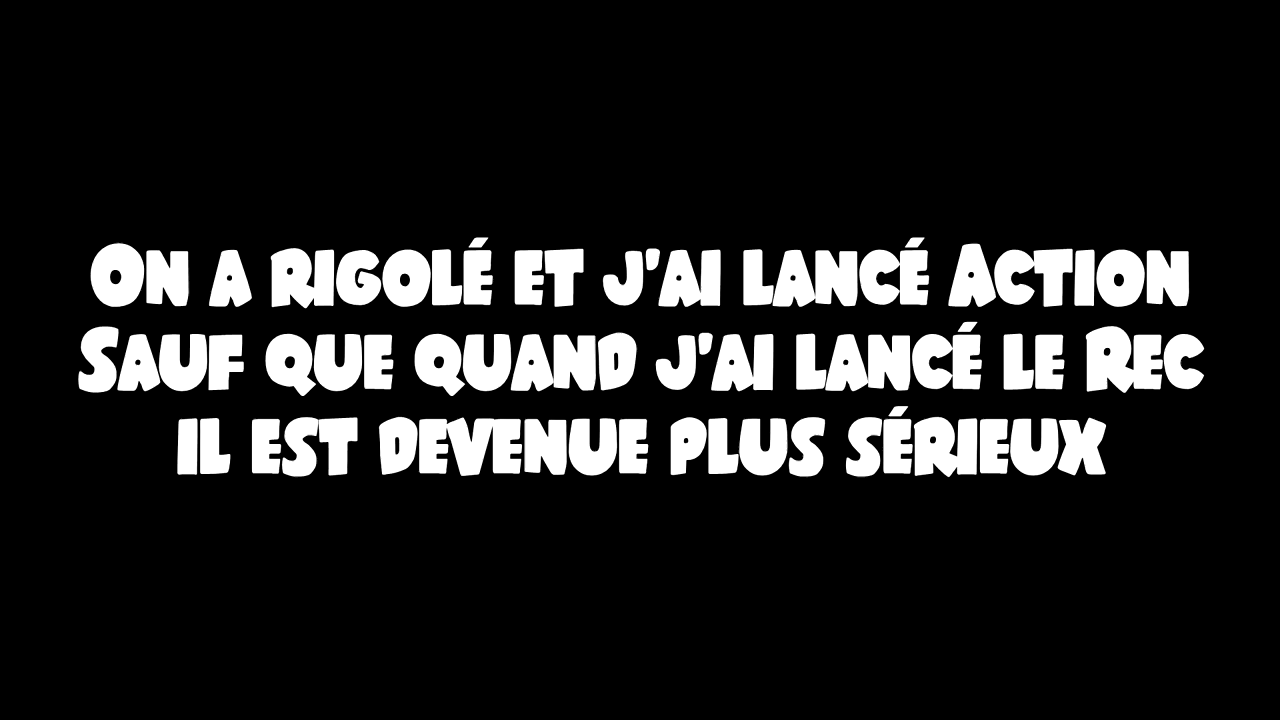 On a rigolé et j'ai lancé Action
Sauf que quand j'ai lancé le Rec
il est devenue plus sérieux